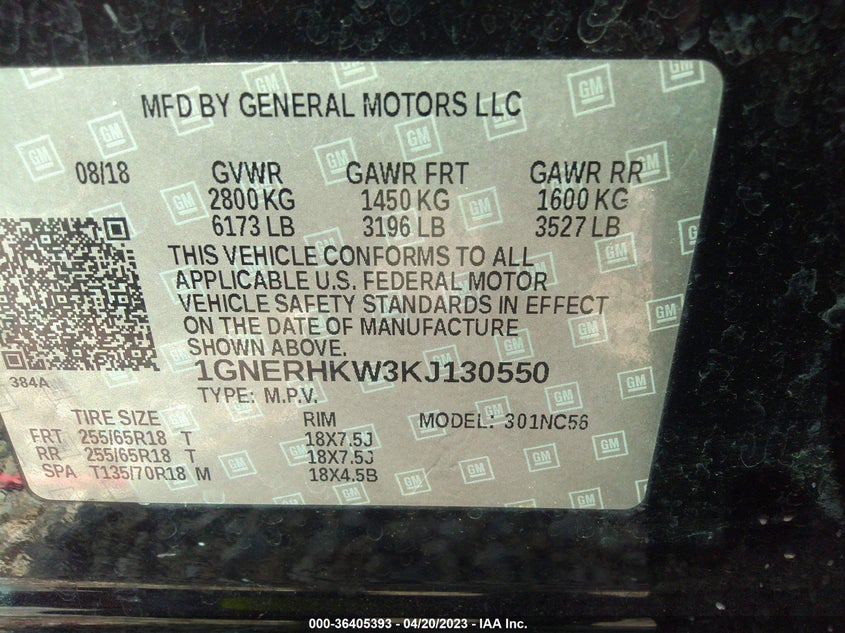 MFD BY GENERAL MOTORS LLC
08/18 GVWR GAWR FRT GAWR RR
2800 KG 1450 KG 1600 KG
6173 LB 3196 LB 3527 LB
THIS VEHICLE CONFORMS TO ALL
APPLICABLE U.S. FEDERAL MOTOR
VEHICLE SAFETY STANDARDS IN EFFECT
ON THE DATE OF MANUFACTURE
SHOWN ABOVE.
384A
1GNERHKW3KJ130550
TYPE: M.P.V.
TIRE SIZE RIM MODEL: 301NC56
FRT 255/65R18 T 18X7.5J
RR 255/65R18 T 18X7.5J
SPA T135/70R18 M 18X4.5B
000-36405393 - 04/20/2023 - IAA Inc.